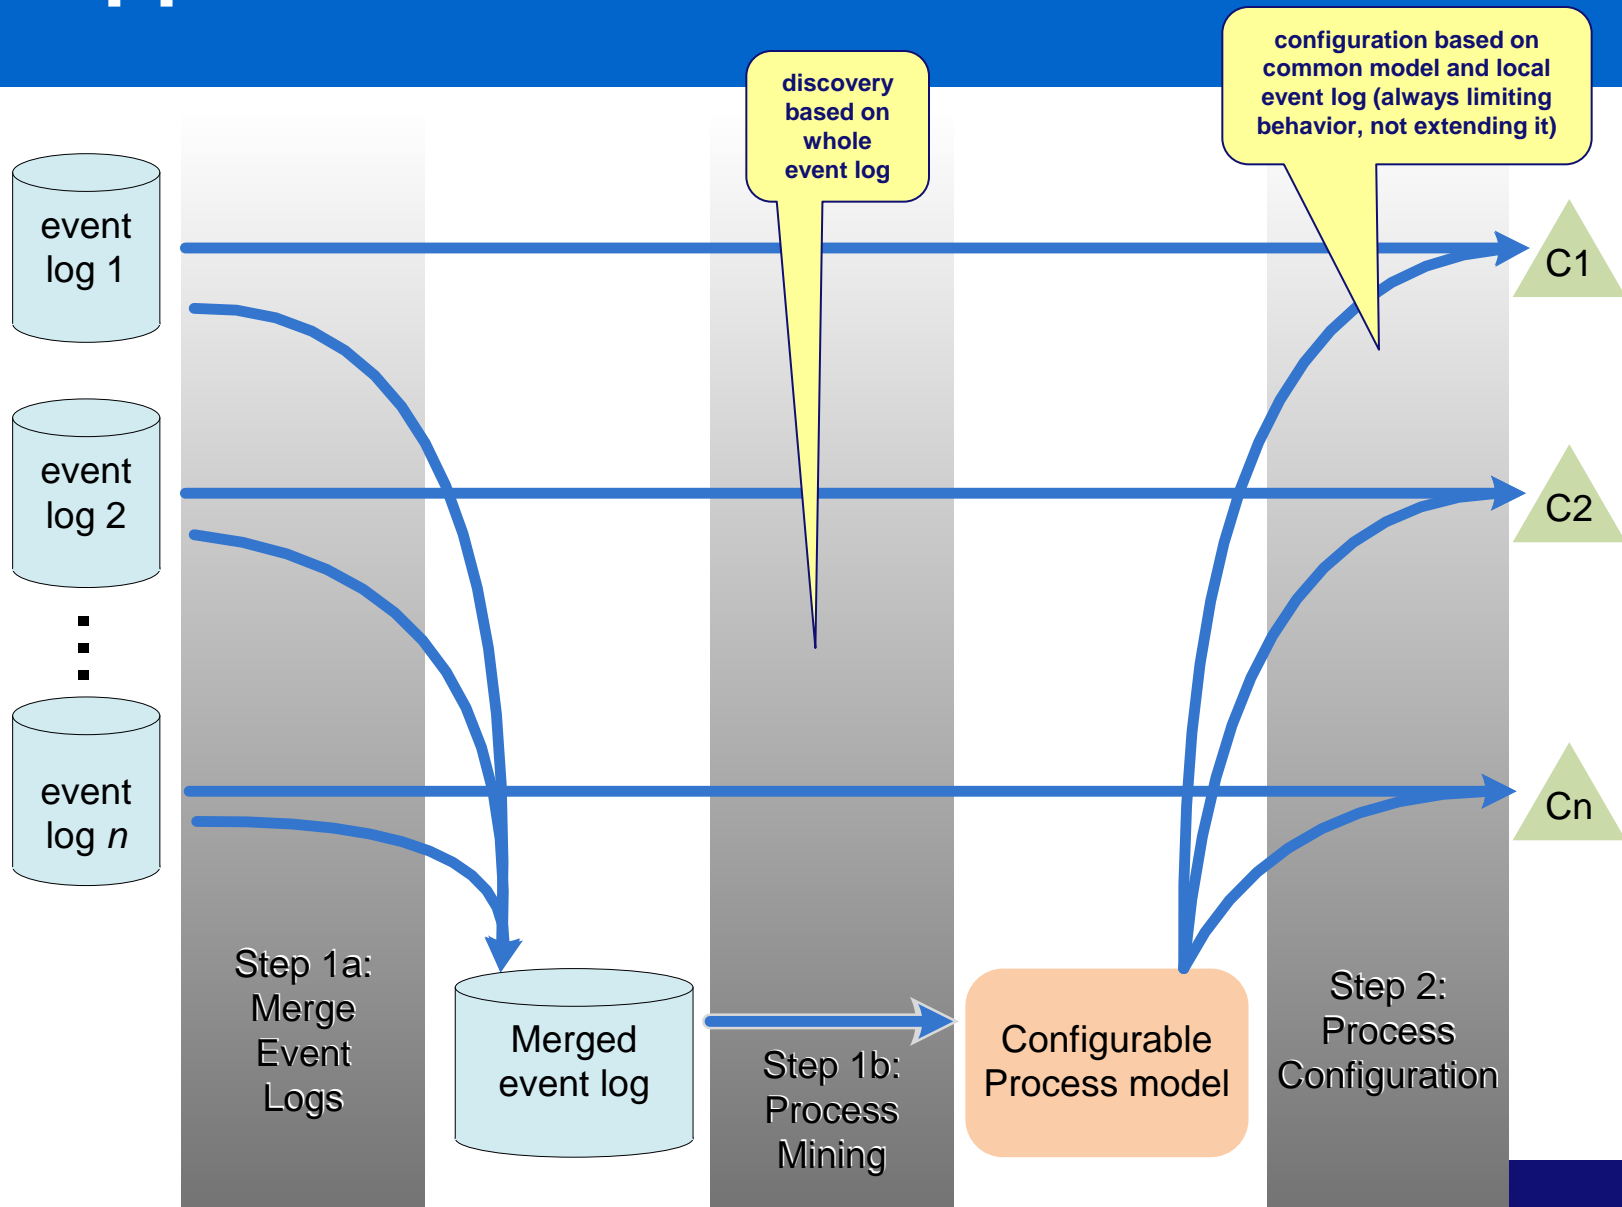 discovery
based on
whole
event log
configuration based on
common model and local
event log (always limiting
behavior, not extending it)
event
log 1
C1
event
log 2
C2
event
log n
Cn
Step 1a:
Merge
Event
Logs
Merged
event log
Step 1b:
Process
Mining
Configurable
Process model
Step 2:
Process
Configuration